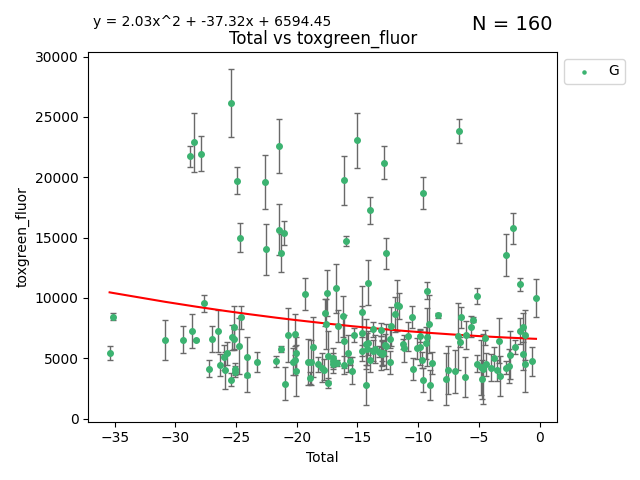 y = 2.03x^2 + -37.32x + 6594.45
N = 160
Total vs toxgreen_fluor
G
30000
25000
20000
15000
10000
5000
0
toxgreen_fluor
−35 −30 −25 −20 −15 −10 −5 0
Total